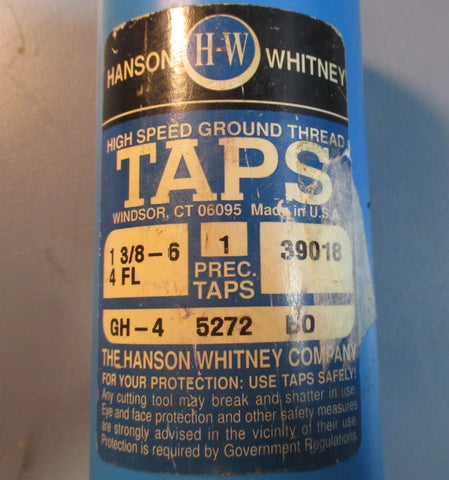 HANSON H-W WHITNEY
HIGH SPEED GROUND THREAD
TAPS
WINDSOR, CT 06095 Made in U.S.A.
1 3/8-6 1 39018
4 FL PREC.
TAPS
GH-4 5272 BO
THE HANSON WHITNEY COMPANY
FOR YOUR PROTECTION: USE TAPS SAFELY!
Any cutting tool may break and shatter in use.
Eye and face protection and other safety measures
are strongly advised in the vicinity of their use.
Protection is required by Government Regulations.